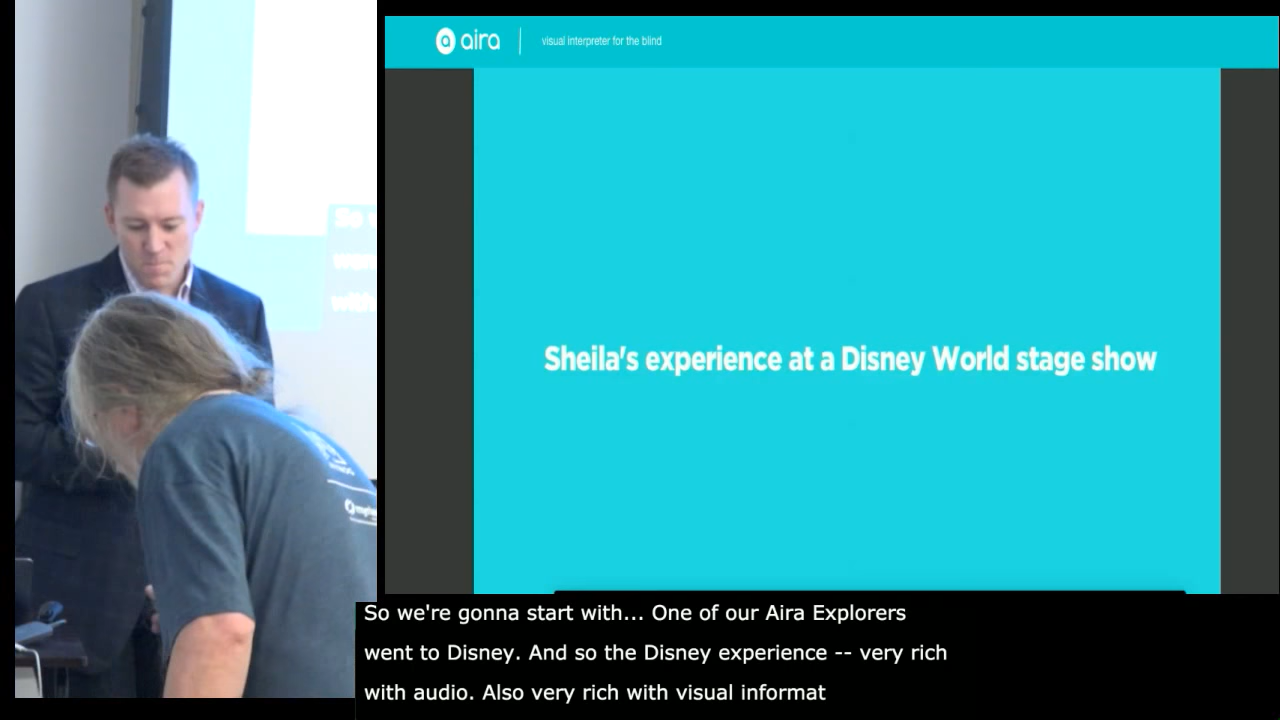 aira
visual interpreter for the blind
Sheila's experience at a Disney World stage show
So we're gonna start with... One of our Aira Explorers
went to Disney. And so the Disney experience -- very rich
with audio. Also very rich with visual informat